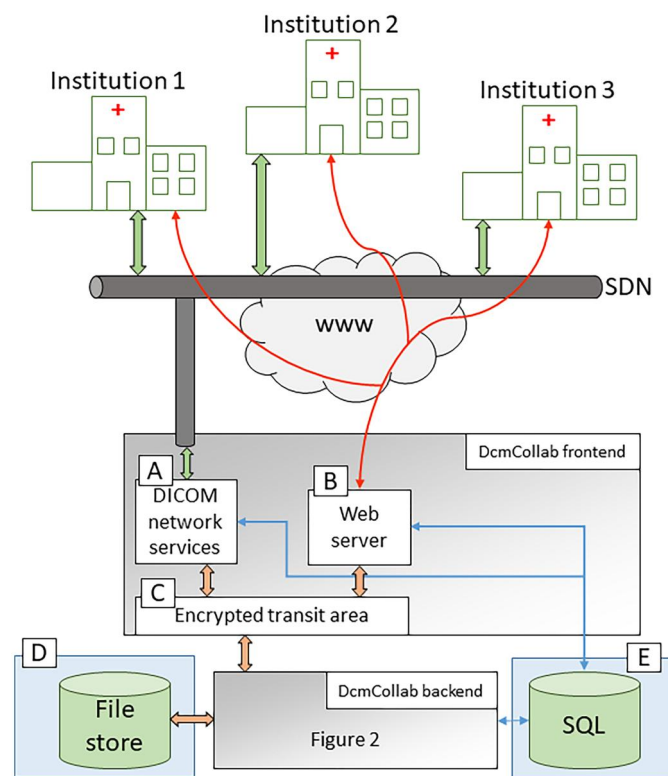 Institution 2
Institution 1
Institution 3
SDN
www
DcmCollab frontend
A
B
DICOM
network
services
Web
server
C
Encrypted transit area
D
E
DcmCollab backend
File
store
SQL
Figure 2